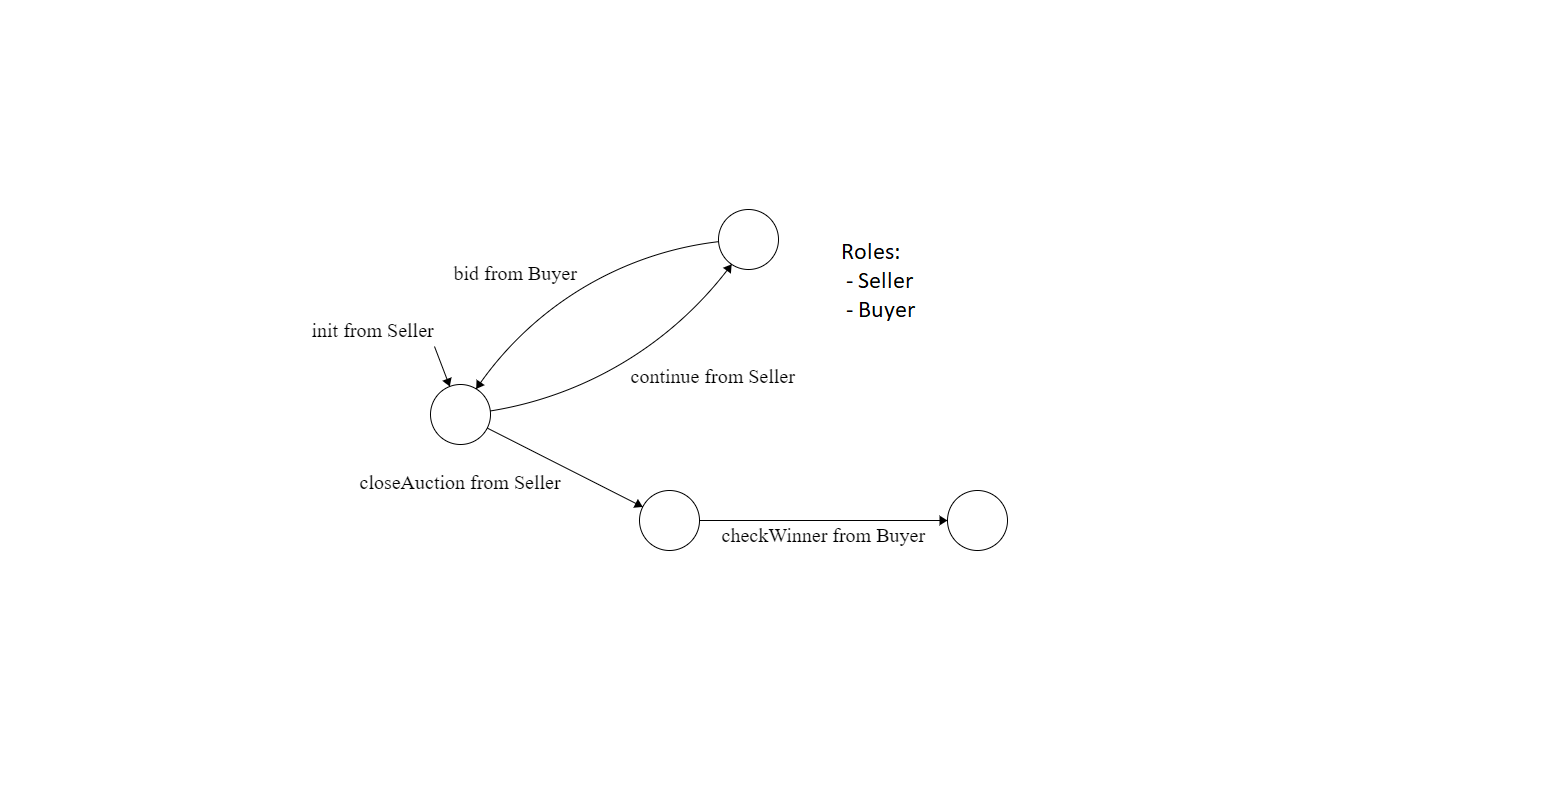 bid from Buyer
Roles:
- Seller
- Buyer
init from Seller
continue from Seller
closeAuction from Seller
checkWinner from Buyer